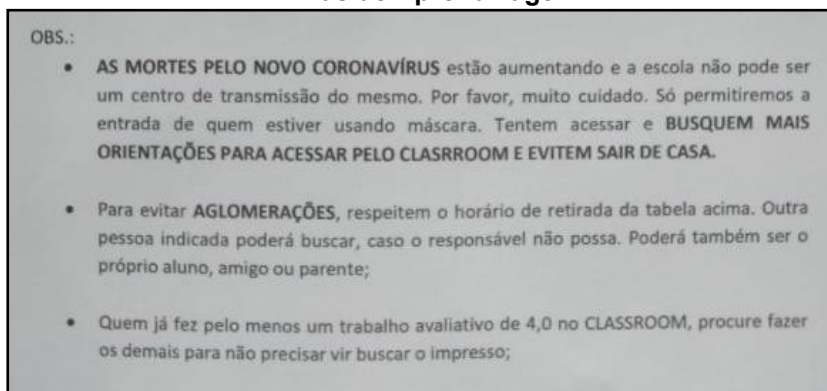 OBS.:
• AS MORTES PELO NOVO CORONAVÍRUS estão aumentando e a escola não pode ser
um centro de transmissão do mesmo. Por favor, muito cuidado. Só permitiremos a
entrada de quem estiver usando máscara. Tentem acessar e BUSQUEM MAIS
ORIENTAÇÕES PARA ACESSAR PELO CLASRROOM E EVITEM SAIR DE CASA.
• Para evitar AGLOMERAÇÕES, respeitem o horário de retirada da tabela acima. Outra
pessoa indicada poderá buscar, caso o responsável não possa. Poderá também ser o
próprio aluno, amigo ou parente;
• Quem já fez pelo menos um trabalho avaliativo de 4,0 no CLASSROOM, procure fazer
os demais para não precisar vir buscar o impresso;